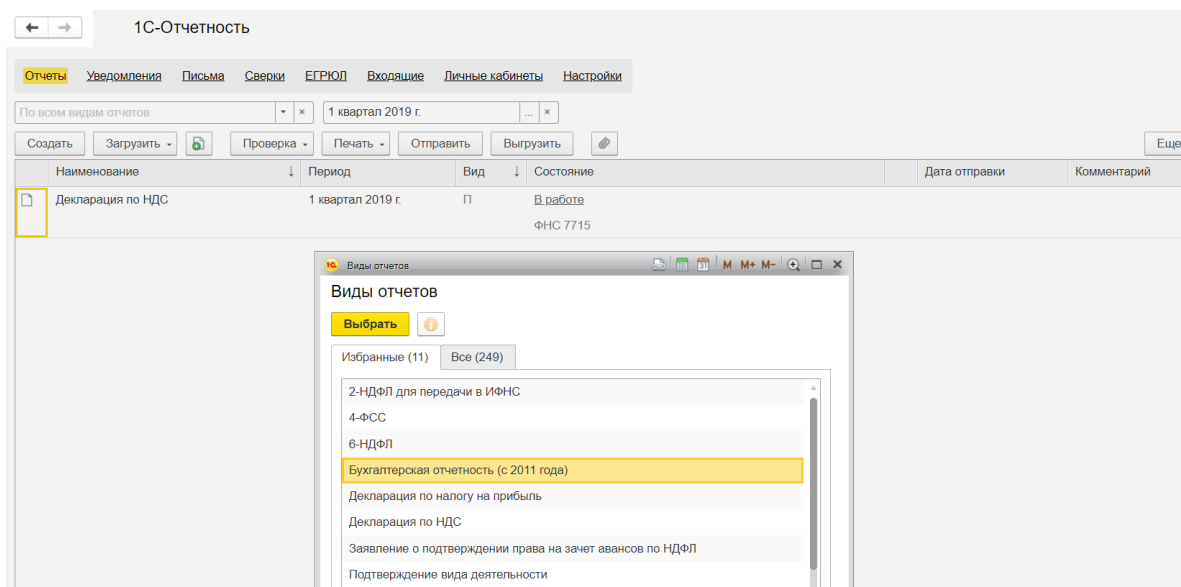 1С-Отчетность
Отчеты Уведомления Письма Сверки ЕГРЮЛ Входящие Личные кабинеты Настройки
По всем видам отчетов 1 квартал 2019 г. ...
Создать Загрузить Проверка Печать Отправить Выгрузить Еще
Наименование ↓ Период Вид ↓ Состояние Дата отправки Комментарий
Декларация по НДС 1 квартал 2019 г. П В работе
ФНС 7715
1С Виды отчетов 31 M M+ M-
Виды отчетов
Выбрать
Избранные (11) Все (249)
2-НДФЛ для передачи в ИФНС
4-ФСС
6-НДФЛ
Бухгалтерская отчетность (с 2011 года)
Декларация по налогу на прибыль
Декларация по НДС
Заявление о подтверждении права на зачет авансов по НДФЛ
Подтверждение вида деятельности